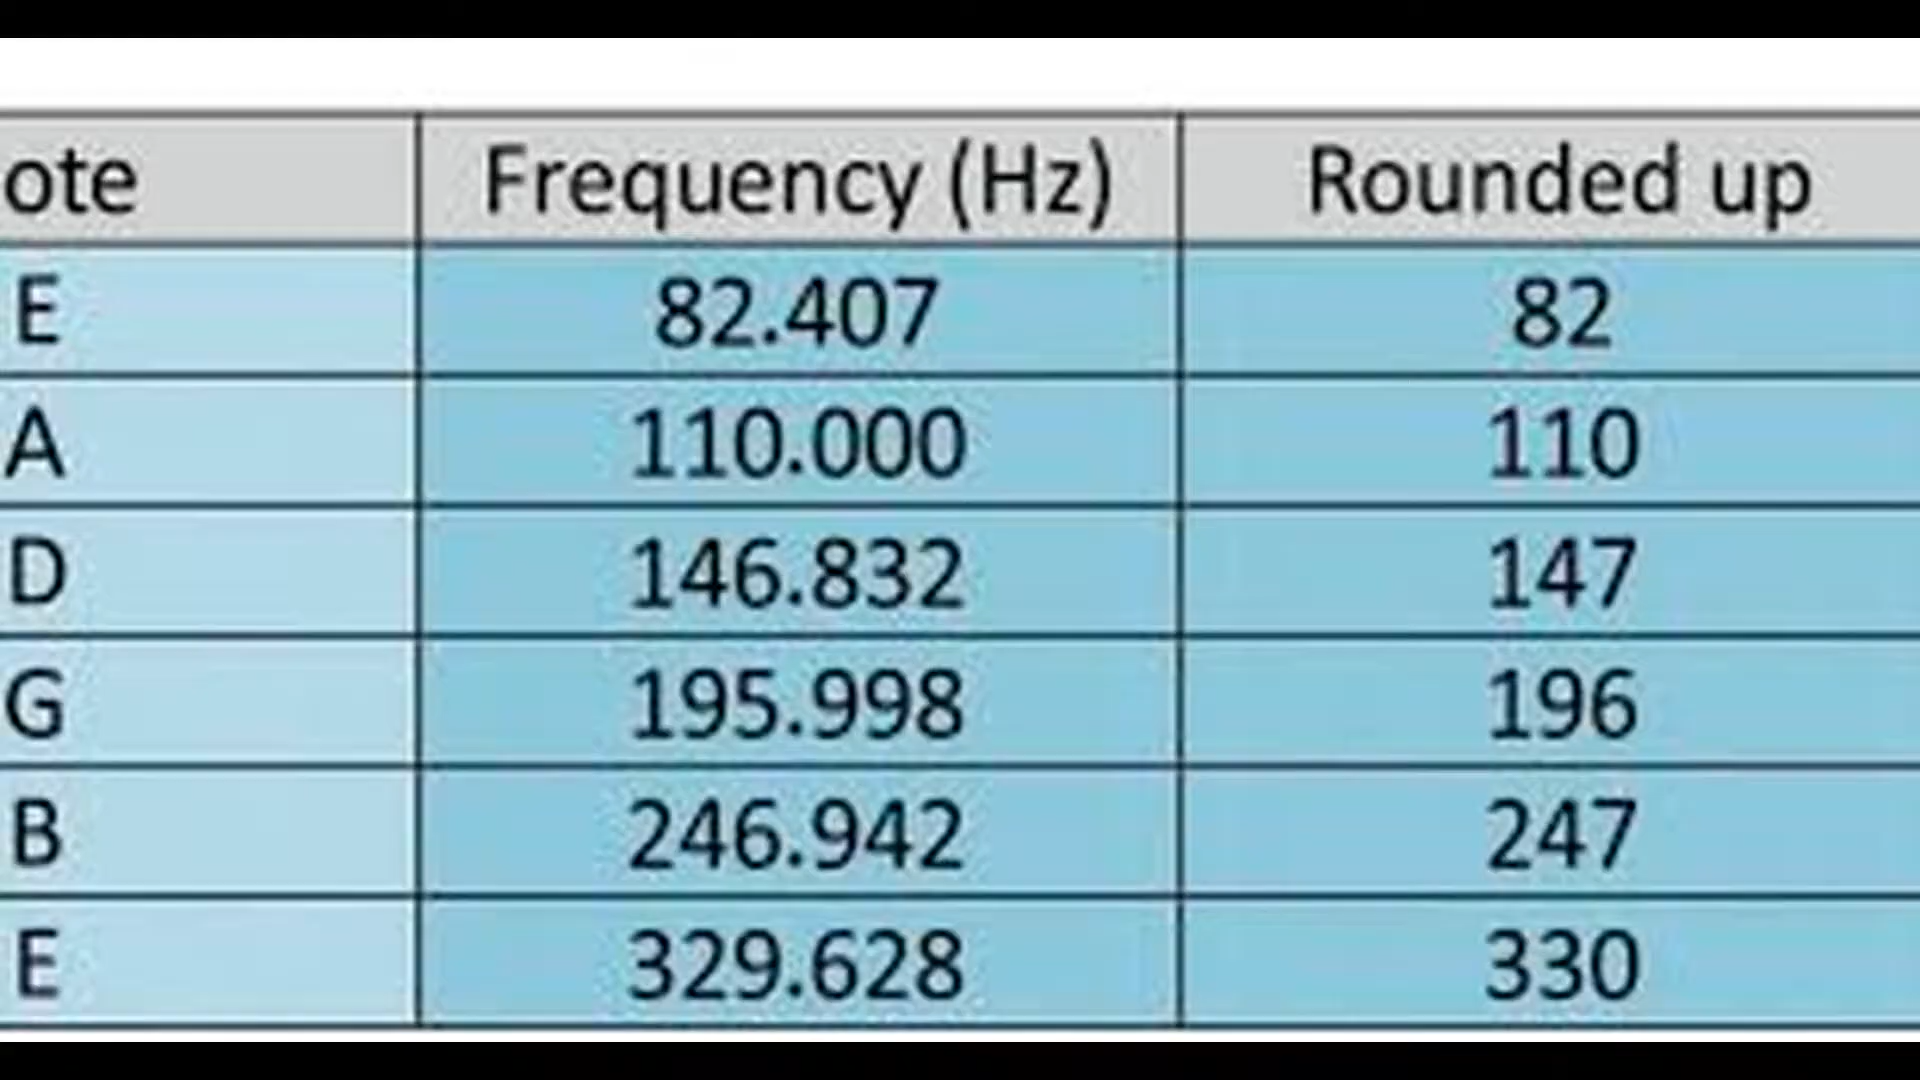 ote Frequency (Hz) Rounded up
E 82.407 82
A 110.000 110
D 146.832 147
G 195.998 196
B 246.942 247
E 329.628 330